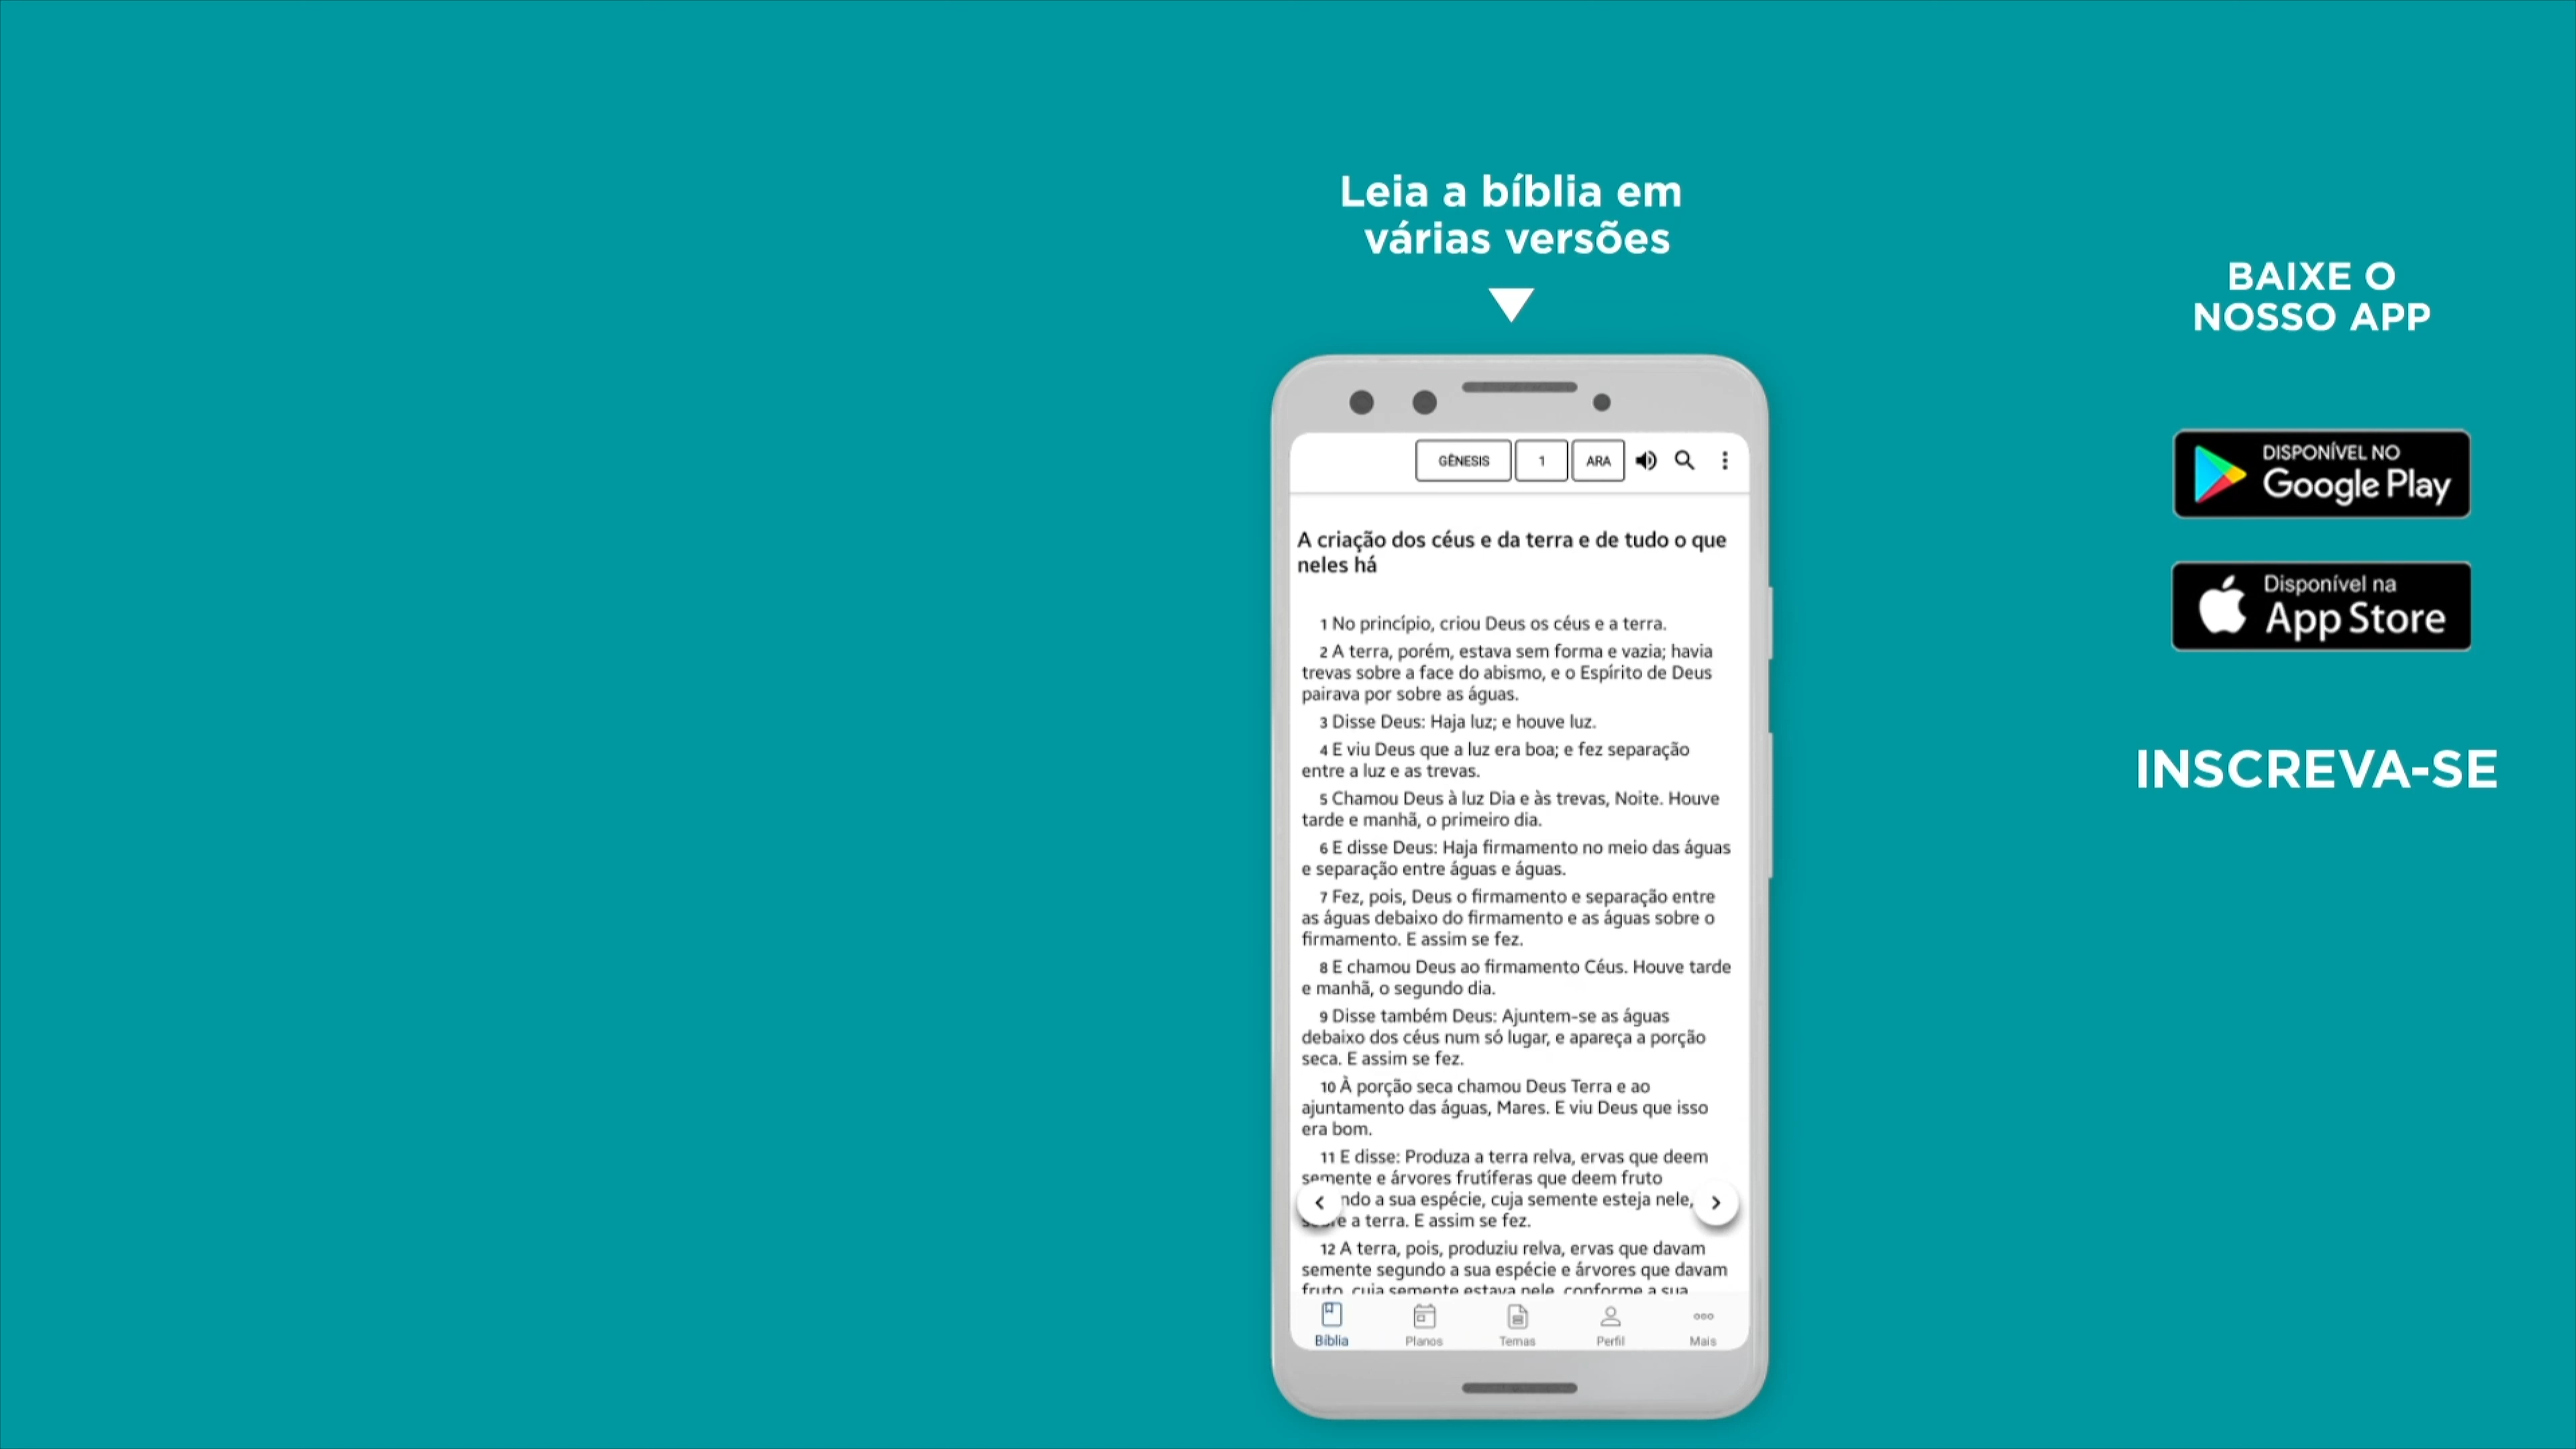 Leia a bíblia em
várias versões
GÊNESIS 1 ARA
A criação dos céus e da terra e de tudo o que
neles há
1 No princípio, criou Deus os céus e a terra.
2 A terra, porém, estava sem forma e vazia; havia
trevas sobre a face do abismo, e o Espírito de Deus
pairava por sobre as águas.
3 Disse Deus: Haja luz; e houve luz.
4 E viu Deus que a luz era boa; e fez separação
entre a luz e as trevas.
5 Chamou Deus à luz Dia e às trevas, Noite. Houve
tarde e manhã, o primeiro dia.
6 E disse Deus: Haja firmamento no meio das águas
e separação entre águas e águas.
7 Fez, pois, Deus o firmamento e separação entre
as águas debaixo do firmamento e as águas sobre o
firmamento. E assim se fez.
8 E chamou Deus ao firmamento Céus. Houve tarde
e manhã, o segundo dia.
9 Disse também Deus: Ajuntem-se as águas
debaixo dos céus num só lugar, e apareça a porção
seca. E assim se fez.
10 À porção seca chamou Deus Terra e ao
ajuntamento das águas, Mares. E viu Deus que isso
era bom.
11 E disse: Produza a terra relva, ervas que deem
semente e árvores frutíferas que deem fruto
a sua espécie, cuja semente esteja nele,
a terra. E assim se fez.
12 A terra, pois, produziu relva, ervas que davam
semente segundo a sua espécie e árvores que davam
fruto, cuja semente estava nele, conforme a sua
Bíblia Planos Temas Perfil Mais
BAIXE O
NOSSO APP
DISPONÍVEL NO
Google Play
Disponível na
App Store
INSCREVA-SE